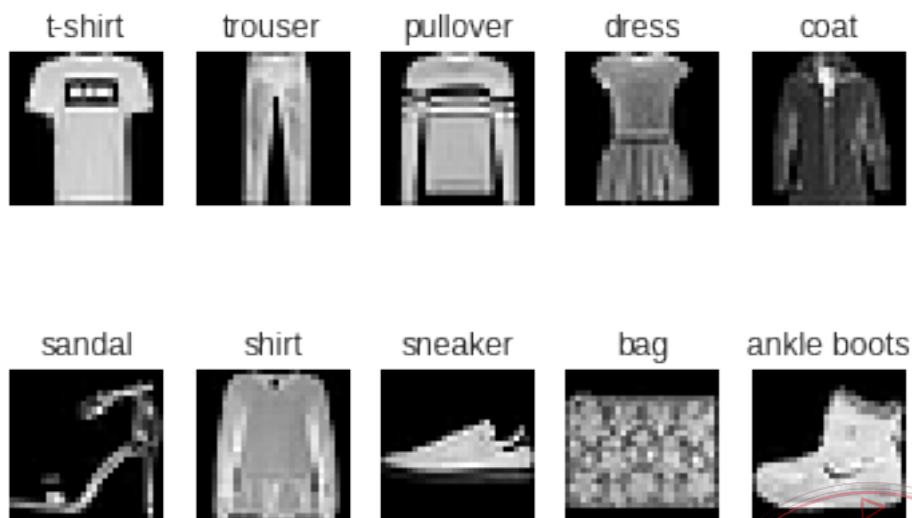 t-shirt trouser pullover dress coat
sandal shirt sneaker bag ankle boots